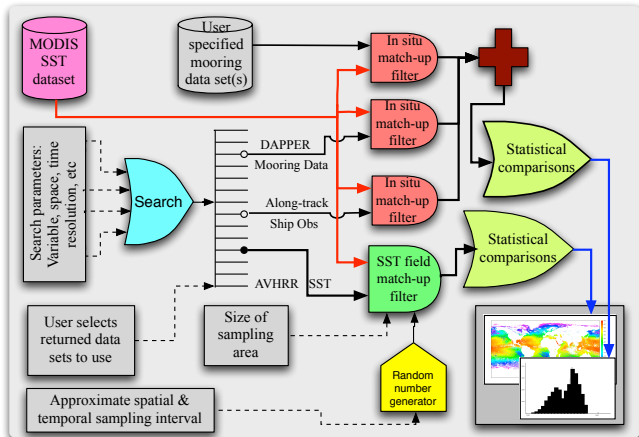 MODIS
SST
dataset
User
specified
mooring
data set(s)
In situ
match-up
filter
In situ
match-up
filter
In situ
match-up
filter
SST field
match-up
filter
Search parameters:
Variable, space, time
resolution, etc
Search
DAPPER
Mooring Data
Along-track
Ship Obs
AVHRR SST
Statistical
comparisons
Statistical
comparisons
User selects
returned data
sets to use
Size of
sampling
area
Random
number
generator
Approximate spatial &
temporal sampling interval